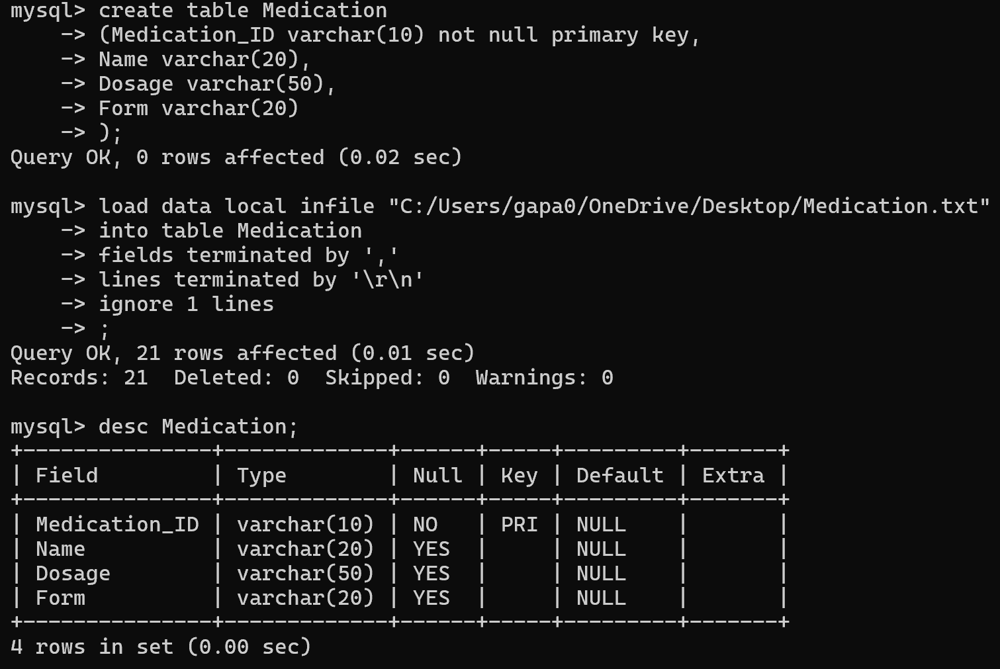 mysql> create table Medication
    -> (Medication_ID varchar(10) not null primary key,
    -> Name varchar(20),
    -> Dosage varchar(50),
    -> Form varchar(20)
    -> );
Query OK, 0 rows affected (0.02 sec)

mysql> load data local infile "C:/Users/gapa0/OneDrive/Desktop/Medication.txt"
    -> into table Medication
    -> fields terminated by ','
    -> lines terminated by '\r\n'
    -> ignore 1 lines
    -> ;
Query OK, 21 rows affected (0.01 sec)
Records: 21  Deleted: 0  Skipped: 0  Warnings: 0

mysql> desc Medication;
+---------------+-------------+------+-----+---------+-------+
| Field         | Type        | Null | Key | Default | Extra |
+---------------+-------------+------+-----+---------+-------+
| Medication_ID | varchar(10) | NO   | PRI | NULL    |       |
| Name          | varchar(20) | YES  |     | NULL    |       |
| Dosage        | varchar(50) | YES  |     | NULL    |       |
| Form          | varchar(20) | YES  |     | NULL    |       |
+---------------+-------------+------+-----+---------+-------+
4 rows in set (0.00 sec)